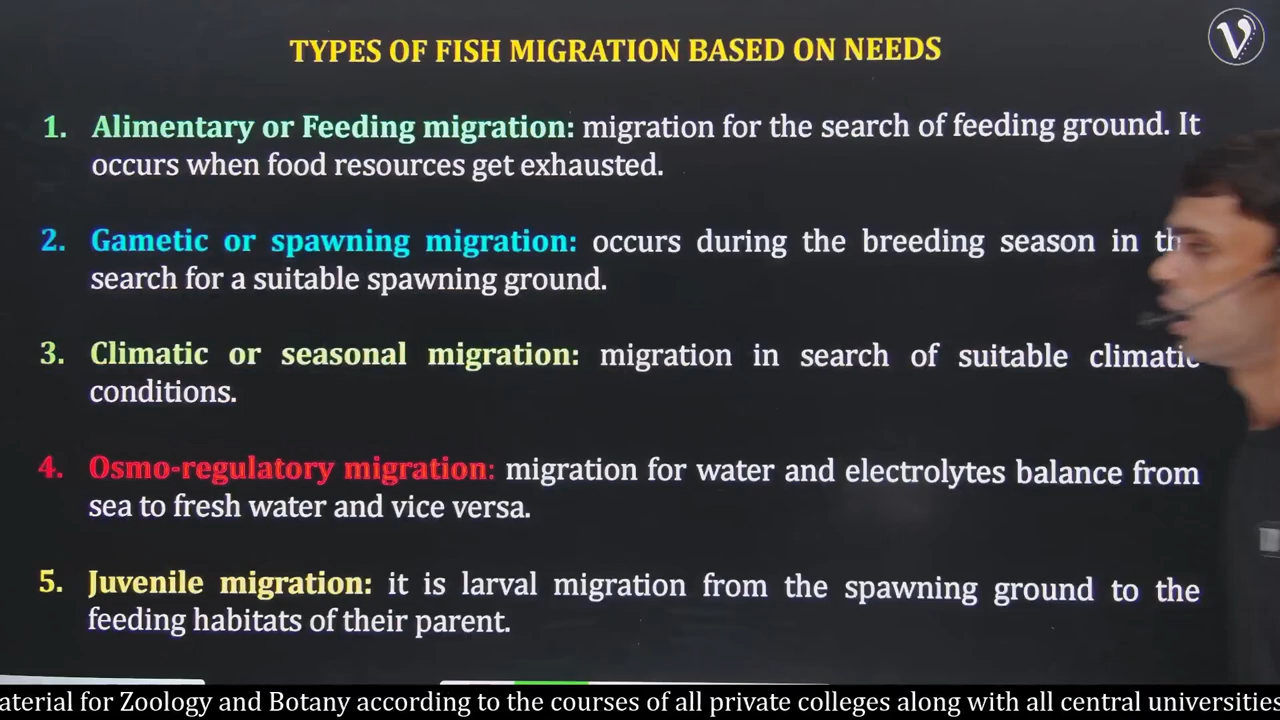 TYPES OF FISH MIGRATION BASED ON NEEDS
V
1. Alimentary or Feeding migration: migration for the search of feeding ground. It
occurs when food resources get exhausted.
2. Gametic or spawning migration: occurs during the breeding season in
search for a suitable spawning ground.
3. Climatic or seasonal migration: migration in search of suitable climatic
conditions.
4. Osmo-regulatory migration: migration for water and electrolytes balance from
sea to fresh water and vice versa.
5. Juvenile migration: it is larval migration from the spawning ground to the
feeding habitats of their parent.
aterial for Zoology and Botany according to the courses of all private colleges along with all central universities